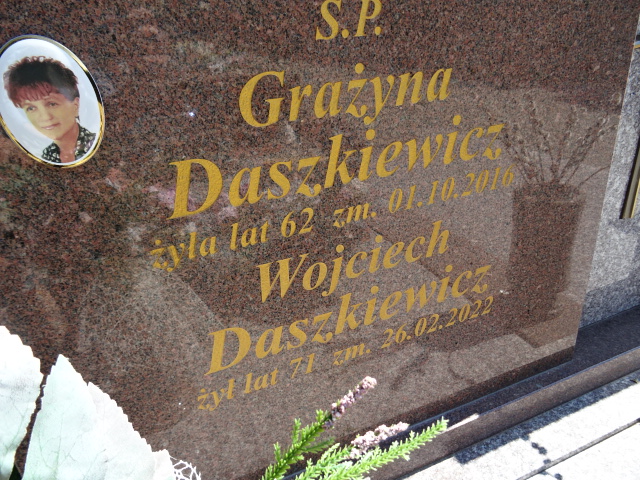 Ś.P.
Grażyna
Daszkiewicz
żyła lat 62 zm. 01.10.2016
Wojciech
Daszkiewicz
żył lat 71 zm. 26.02.2022